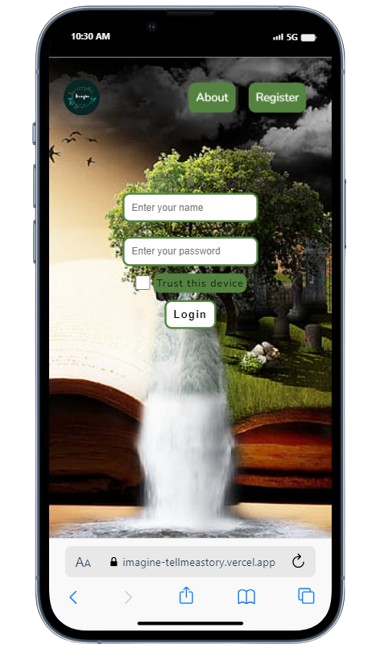 10:30 AM
5G
Imagine
About
Register
Enter your name
Enter your password
Trust this device
Login
AA
imagine-tellmeastory.vercel.app